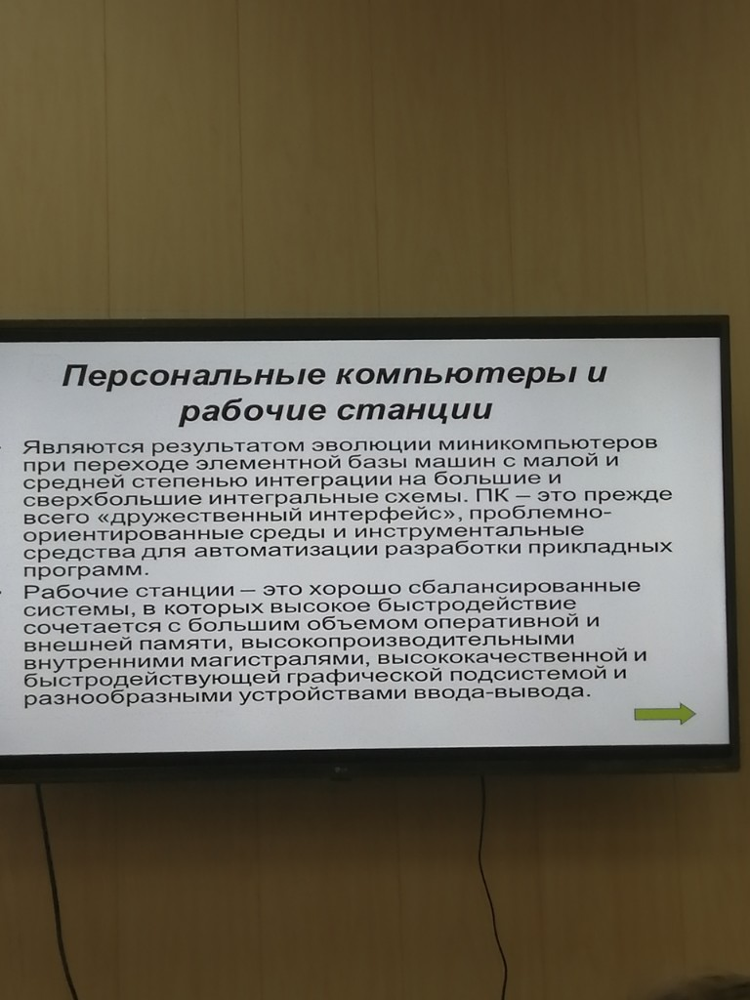 Персональные компьютеры и
рабочие станции
Являются результатом эволюции миникомпьютеров
при переходе элементной базы машин с малой и
средней степенью интеграции на большие и
сверхбольшие интегральные схемы. ПК – это прежде
всего «дружественный интерфейс», проблемно-
ориентированные среды и инструментальные
средства для автоматизации разработки прикладных
программ.
Рабочие станции – это хорошо сбалансированные
системы, в которых высокое быстродействие
сочетается с большим объемом оперативной и
внешней памяти, высокопроизводительными
внутренними магистралями, высококачественной и
быстродействующей графической подсистемой и
разнообразными устройствами ввода-вывода.